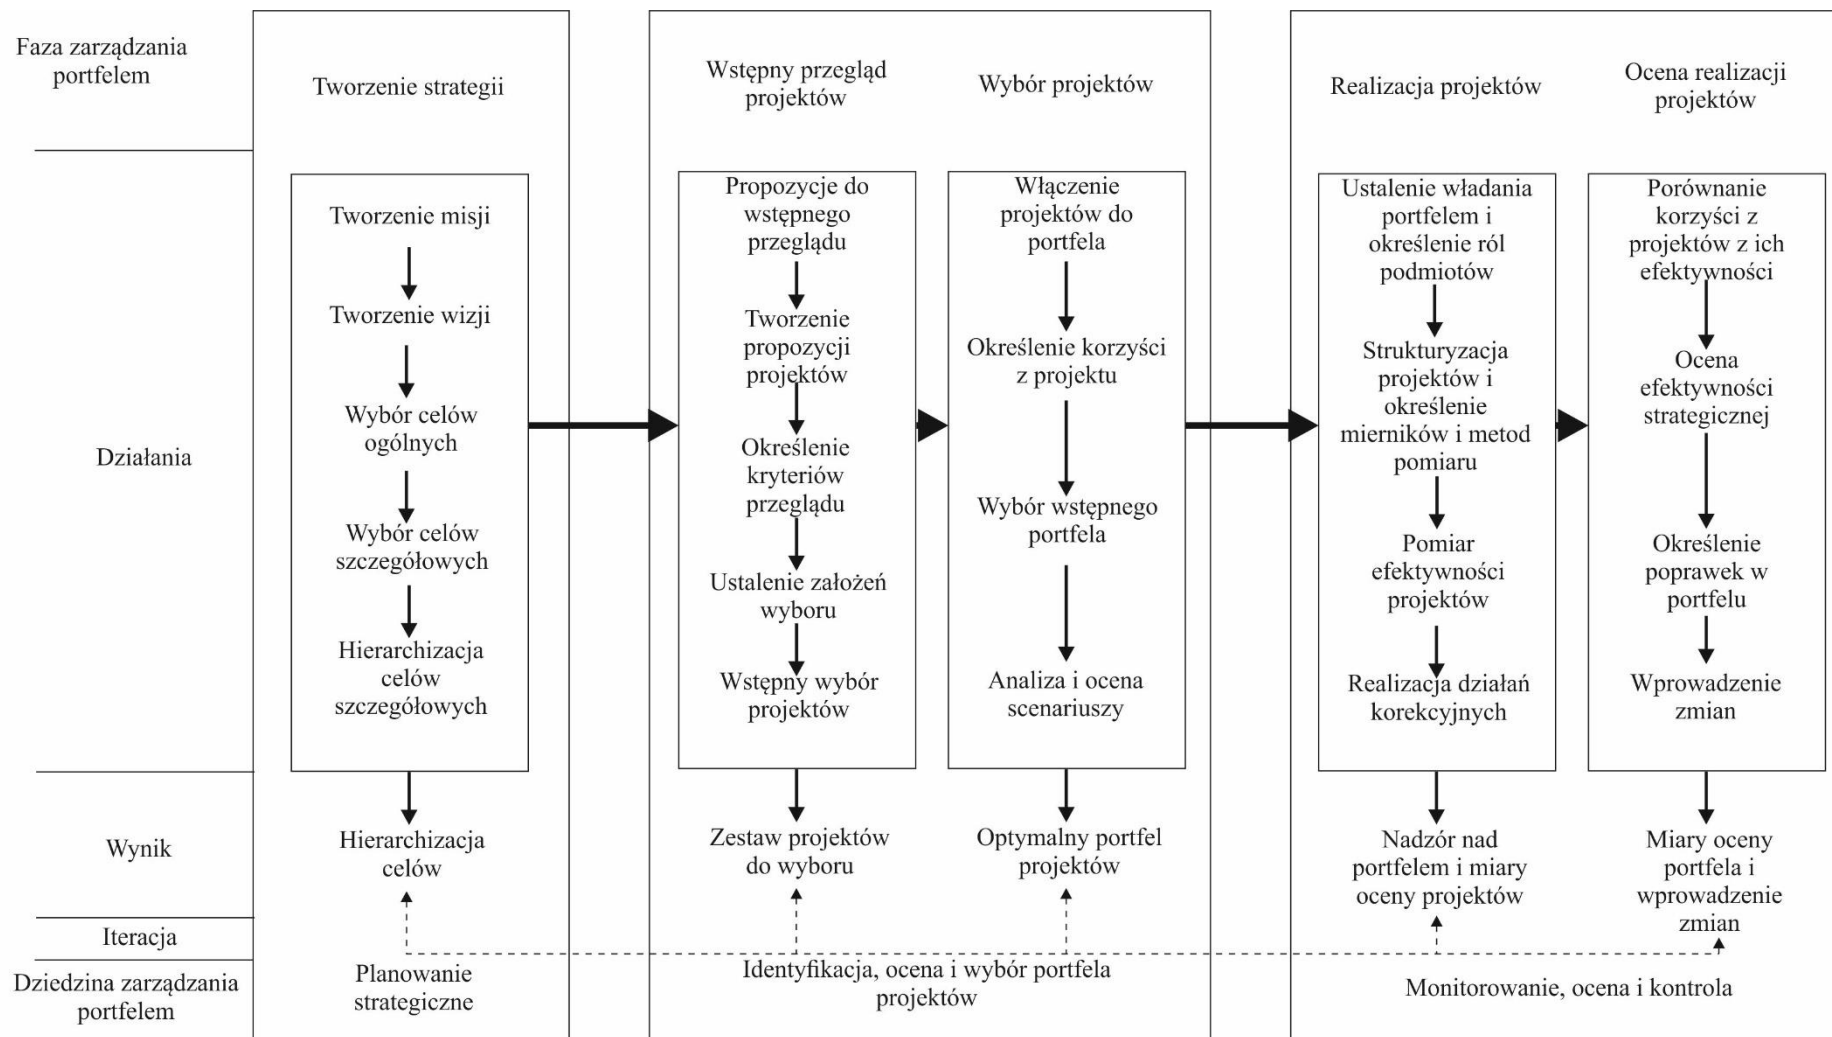 Faza zarządzania
portfelem
Tworzenie strategii
Wstępny przegląd
projektów
Wybór projektów
Realizacja projektów
Ocena realizacji
projektów
Działania
Tworzenie misji
Tworzenie wizji
Wybór celów
ogólnych
Wybór celów
szczegółowych
Hierarchizacja
celów
szczegółowych
Propozycje do
wstępnego
przeglądu
Tworzenie
propozycji
projektów
Określenie
kryteriów
przeglądu
Ustalenie założeń
wyboru
Wstępny wybór
projektów
Włączenie
projektów do
portfela
Określenie korzyści
z projektu
Wybór wstępnego
portfela
Analiza i ocena
scenariuszy
Ustalenie władania
portfelem i
określenie ról
podmiotów
Strukturyzacja
projektów i
określenie
mierników i metod
pomiaru
Pomiar
efektywności
projektów
Realizacja działań
korekcyjnych
Porównanie
korzyści z
projektów z ich
efektywności
Ocena
efektywności
strategicznej
Określenie
poprawek w
portfelu
Wprowadzenie
zmian
Wynik
Hierarchizacja
celów
Zestaw projektów
do wyboru
Optymalny portfel
projektów
Nadzór nad
portfelem i miary
oceny projektów
Miary oceny
portfela i
wprowadzenie
zmian
Iteracja
Dziedzina zarządzania
portfelem
Planowanie
strategiczne
Identyfikacja, ocena i wybór portfela
projektów
Monitorowanie, ocena i kontrola